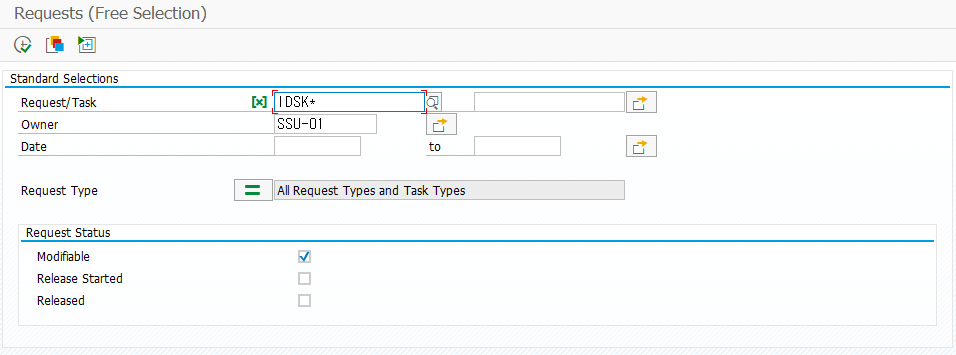 Requests (Free Selection)
Standard Selections
Request/Task IDSK*
Owner SSU-01
Date to
Request Type All Request Types and Task Types
Request Status
Modifiable
Release Started
Released